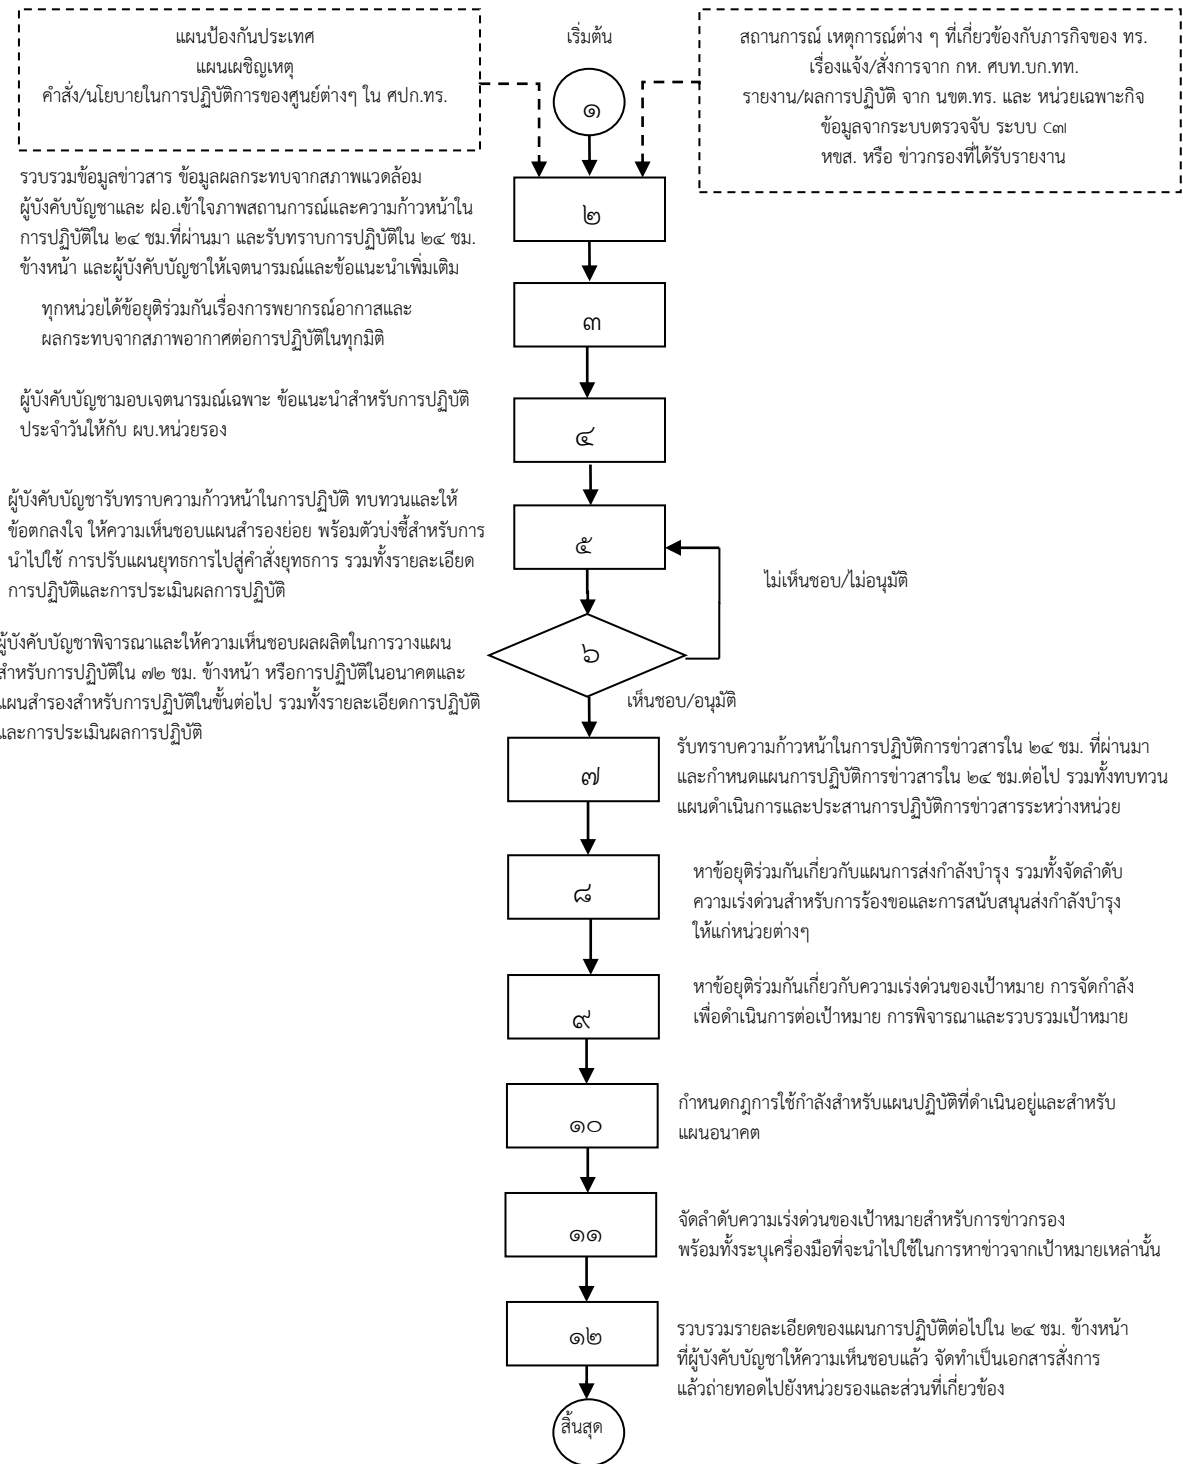 แผนป้องกันประเทศ
แผนเผชิญเหตุ
คำสั่ง/นโยบายในการปฏิบัติการของศูนย์ต่างๆ ใน ศปก.ทร.
เริ่มต้น
๑
สถานการณ์ เหตุการณ์ต่าง ๆ ที่เกี่ยวข้องกับภารกิจของ ทร.
เรื่องแจ้ง/สั่งการจาก กห. ศบท.บก.ทท.
รายงาน/ผลการปฏิบัติ จาก นขต.ทร. และ หน่วยเฉพาะกิจ
ข้อมูลจากระบบตรวจจับ ระบบ C๓I
หขส. หรือ ข่าวกรองที่ได้รับรายงาน
รวบรวมข้อมูลข่าวสาร ข้อมูลผลกระทบจากสภาพแวดล้อม
ผู้บังคับบัญชาและ ฝอ.เข้าใจภาพสถานการณ์และความก้าวหน้าใน
การปฏิบัติใน ๒๔ ชม.ที่ผ่านมา และรับทราบการปฏิบัติใน ๒๔ ชม.
ข้างหน้า และผู้บังคับบัญชาให้เจตนารมณ์และข้อแนะนำเพิ่มเติม
๒
ทุกหน่วยได้ข้อยุติร่วมกันเรื่องการพยากรณ์อากาสและ
ผลกระทบจากสภาพอากาศต่อการปฏิบัติในทุกมิติ
๓
ผู้บังคับบัญชามอบเจตนารมณ์เฉพาะ ข้อแนะนำสำหรับการปฏิบัติ
ประจำวันให้กับ ผบ.หน่วยรอง
๔
ผู้บังคับบัญชารับทราบความก้าวหน้าในการปฏิบัติ ทบทวนและให้
ข้อตกลงใจ ให้ความเห็นชอบแผนสำรองย่อย พร้อมตัวบ่งชี้สำหรับการ
นำไปใช้ การปรับแผนยุทธการไปสู่คำสั่งยุทธการ รวมทั้งรายละเอียด
การปฏิบัติและการประเมินผลการปฏิบัติ
๕
ไม่เห็นชอบ/ไม่อนุมัติ
ผู้บังคับบัญชาพิจารณาและให้ความเห็นชอบผลผลิตในการวางแผน
สำหรับการปฏิบัติใน ๗๒ ชม. ข้างหน้า หรือการปฏิบัติในอนาคตและ
แผนสำรองสำหรับการปฏิบัติในขั้นต่อไป รวมทั้งรายละเอียดการปฏิบัติ
และการประเมินผลการปฏิบัติ
๖
เห็นชอบ/อนุมัติ
๗
รับทราบความก้าวหน้าในการปฏิบัติการข่าวสารใน ๒๔ ชม. ที่ผ่านมา
และกำหนดแผนการปฏิบัติการข่าวสารใน ๒๔ ชม.ต่อไป รวมทั้งทบทวน
แผนดำเนินการและประสานการปฏิบัติการข่าวสารระหว่างหน่วย
๘
หาข้อยุติร่วมกันเกี่ยวกับแผนการส่งกำลังบำรุง รวมทั้งจัดลำดับ
ความเร่งด่วนสำหรับการร้องขอและการสนับสนุนส่งกำลังบำรุง
ให้แก่หน่วยต่างๆ
๙
หาข้อยุติร่วมกันเกี่ยวกับความเร่งด่วนของเป้าหมาย การจัดกำลัง
เพื่อดำเนินการต่อเป้าหมาย การพิจารณาและรวบรวมเป้าหมาย
๑๐
กำหนดกฎการใช้กำลังสำหรับแผนปฏิบัติที่ดำเนินอยู่และสำหรับ
แผนอนาคต
๑๑
จัดลำดับความเร่งด่วนของเป้าหมายสำหรับการข่าวกรอง
พร้อมทั้งระบุเครื่องมือที่จะนำไปใช้ในการหาข่าวจากเป้าหมายเหล่านั้น
๑๒
รวบรวมรายละเอียดของแผนการปฏิบัติต่อไปใน ๒๔ ชม. ข้างหน้า
ที่ผู้บังคับบัญชาให้ความเห็นชอบแล้ว จัดทำเป็นเอกสารสั่งการ
แล้วถ่ายทอดไปยังหน่วยรองและส่วนที่เกี่ยวข้อง
สิ้นสุด